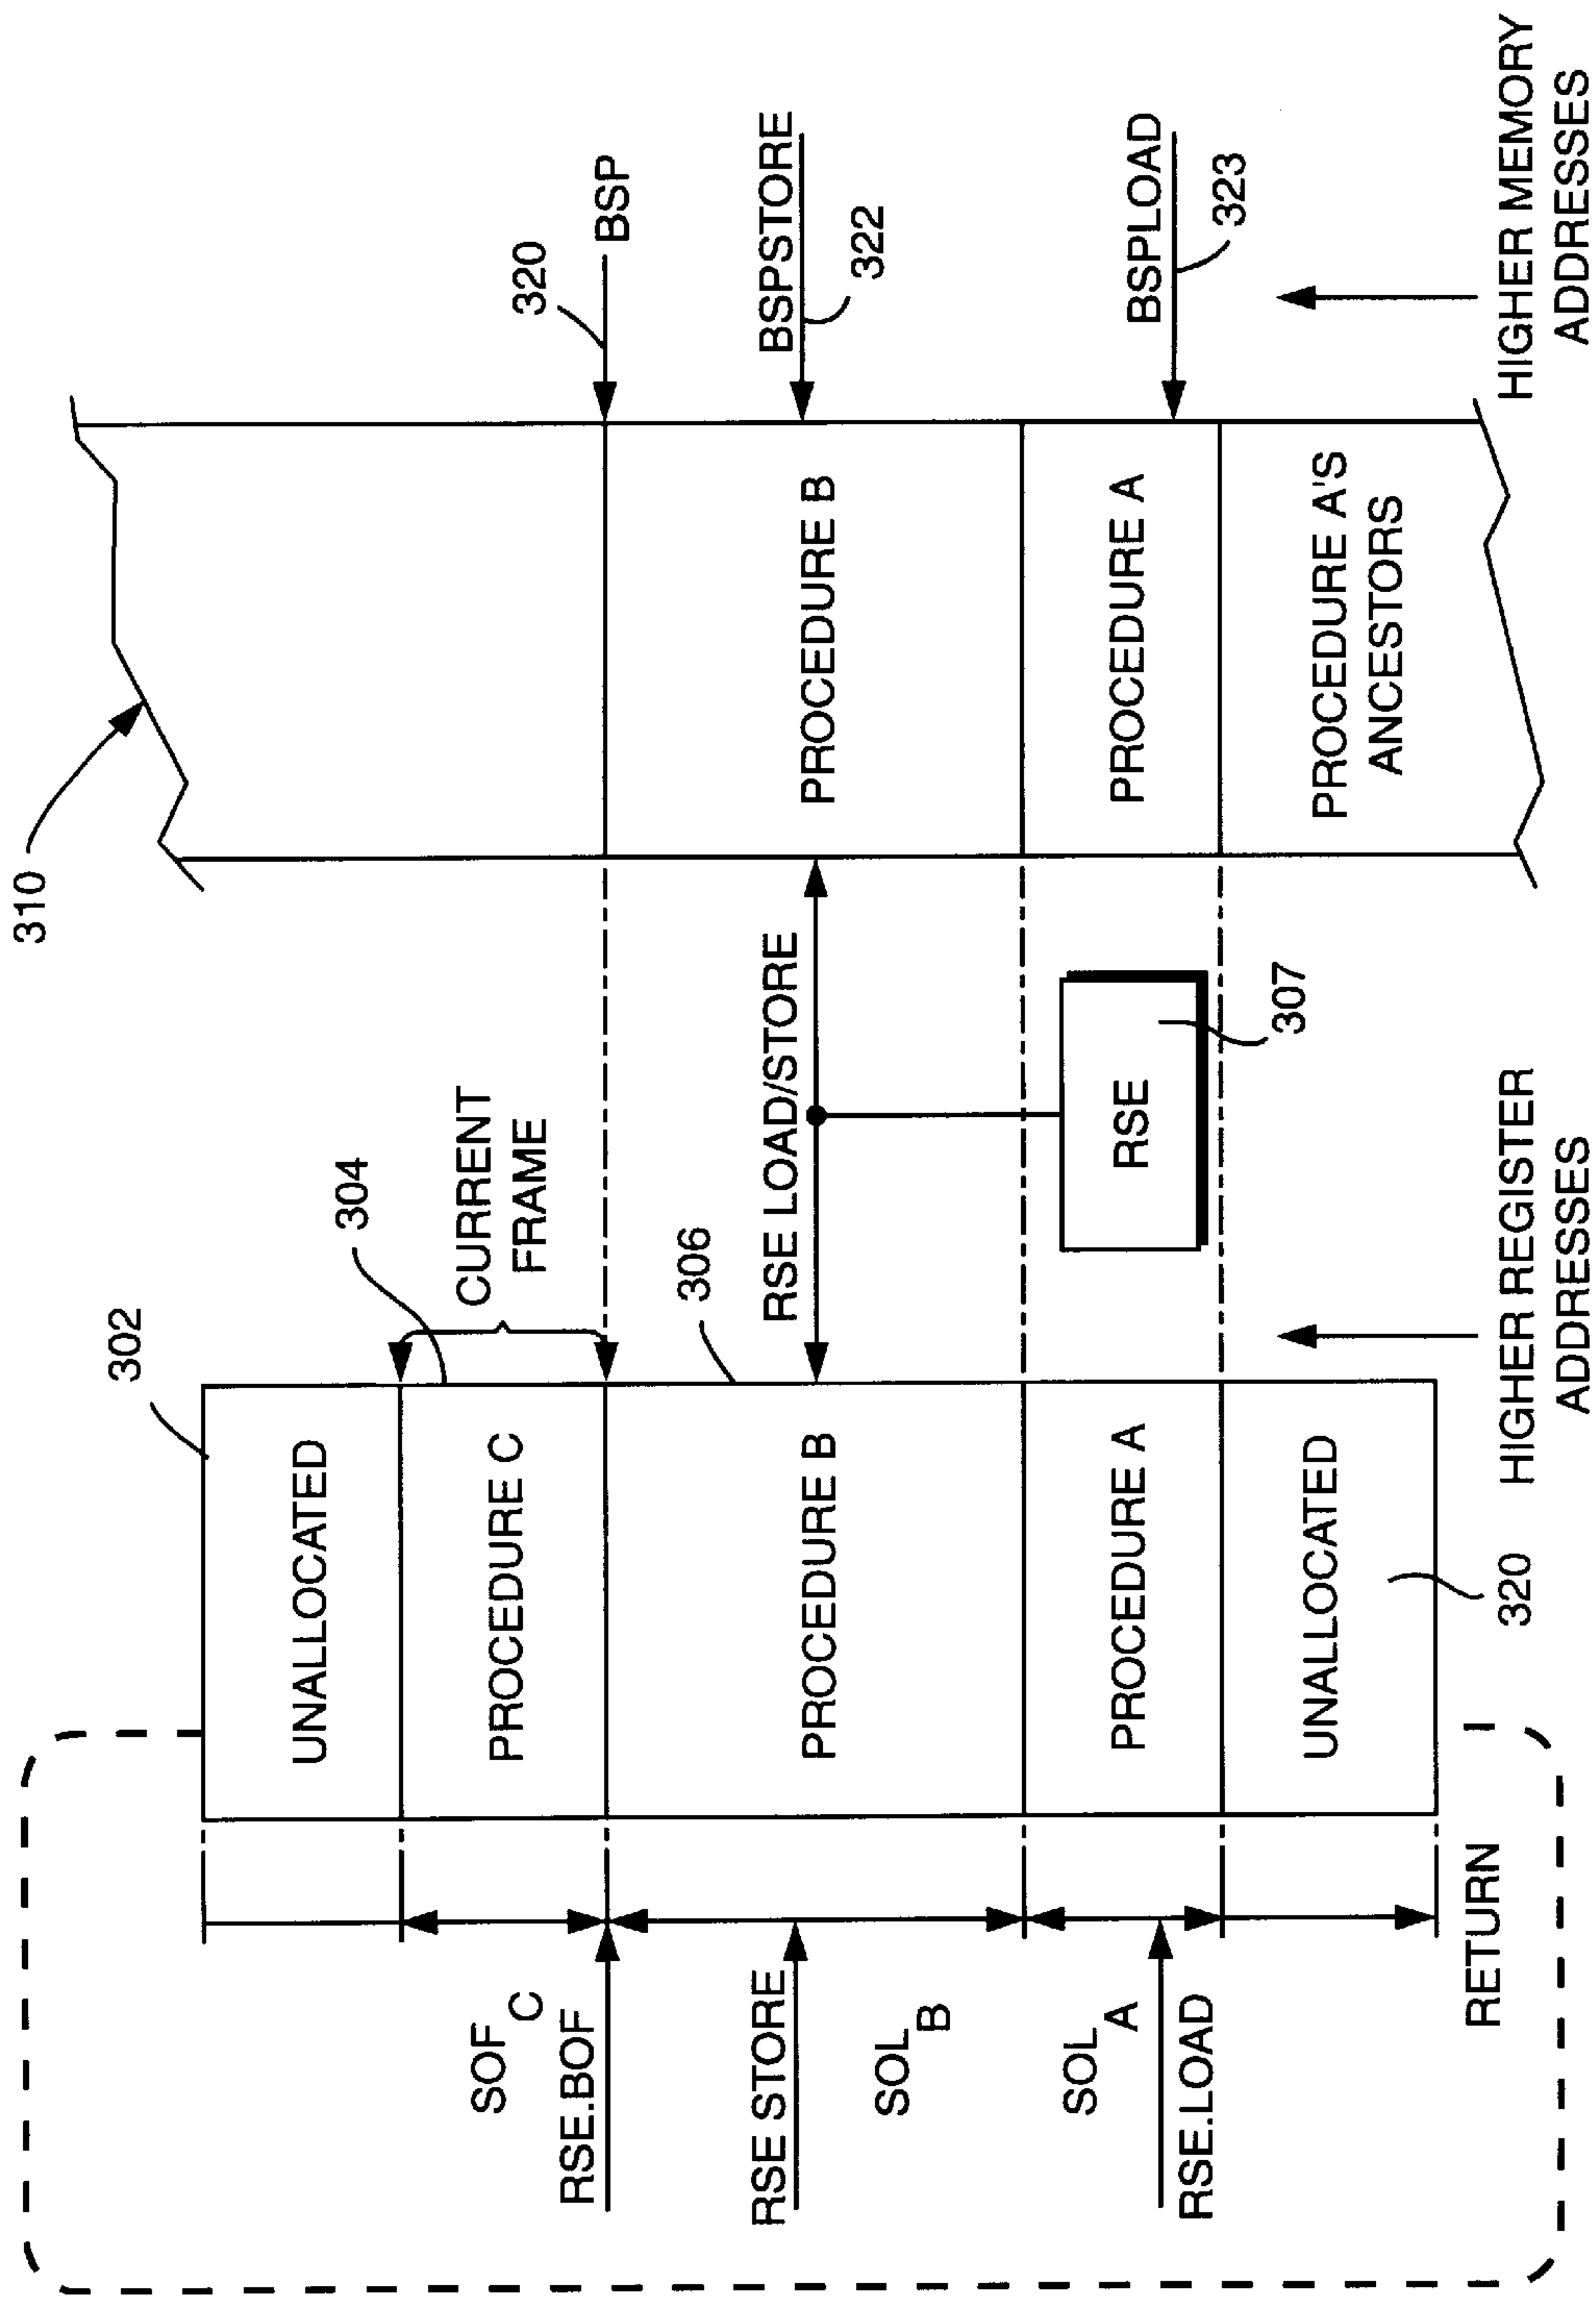 310
302
304
CURRENT
FRAME
320
BSP
BSPSTORE
322
BSPLOAD
323
RSE LOAD/STORE
306
RSE
307
UNALLOCATED
PROCEDURE C
PROCEDURE B
PROCEDURE A
UNALLOCATED
320
PROCEDURE B
PROCEDURE A
PROCEDURE A'S
ANCESTORS
SOF
C
RSE.BOF
RSE.STORE
SOL
B
SOL
A
RSE.LOAD
RETURN
HIGHER REGISTER
ADDRESSES
HIGHER MEMORY
ADDRESSES